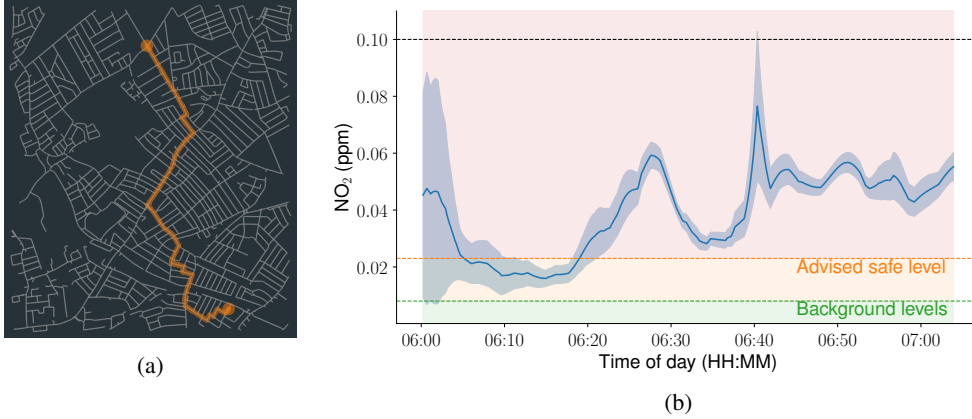 0.10
0.08
0.06
0.04
0.02
NO₂ (ppm)
Advised safe level
Background levels
06:00 06:10 06:20 06:30 06:40 06:50 07:00
Time of day (HH:MM)
(a)
(b)